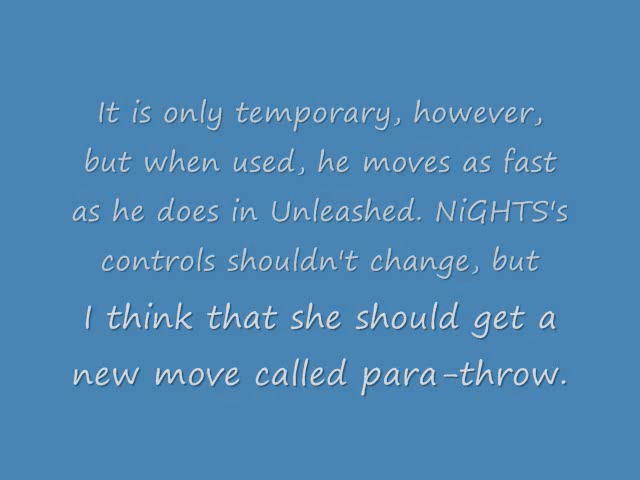 It is only temporary, however,
but when used, he moves as fast
as he does in Unleashed. NiGHTS's
controls shouldn't change, but
I think that she should get a
new move called para-throw.